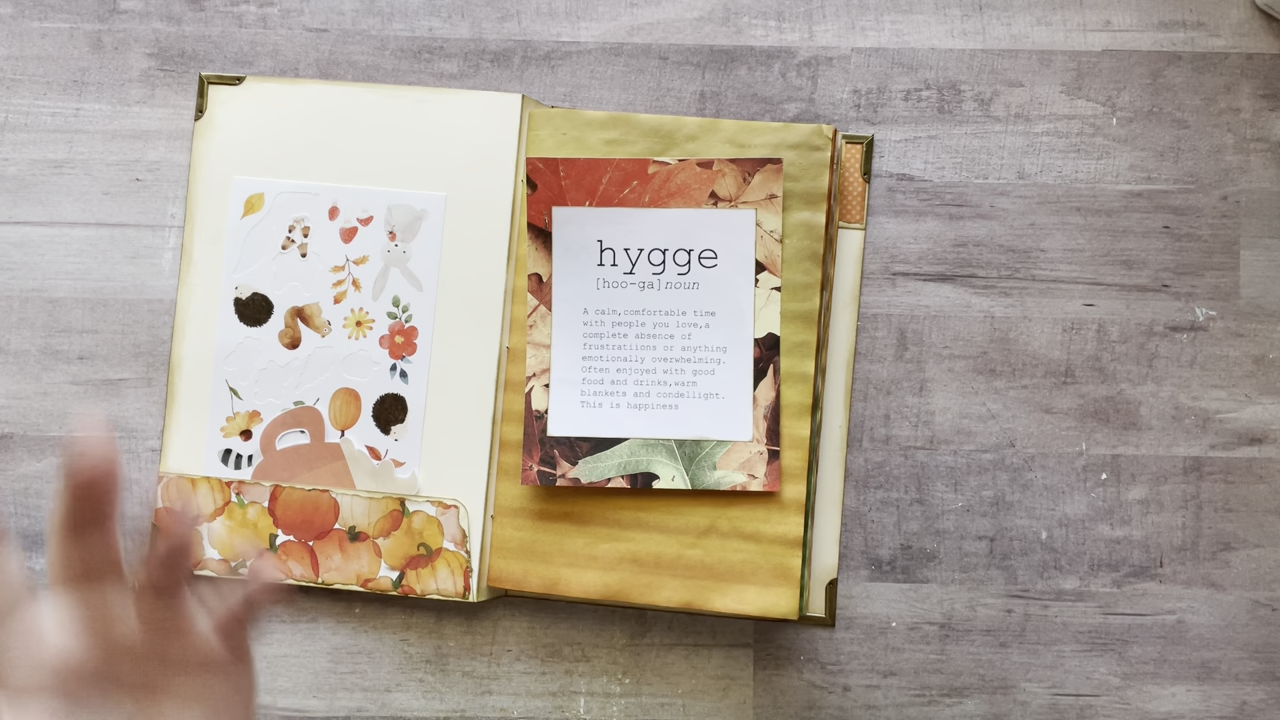 hygge
[hoo-ga]noun
A calm,comfortable time
with people you love,a
complete absence of
frustratiions or anything
emotionally overwhelming.
Often enjoyed with good
food and drinks,warm
blankets and condellight.
This is happiness